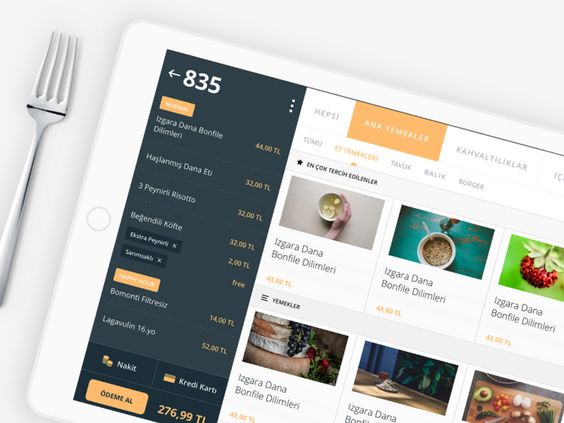 835
NORMAL
Izgara Dana Bonfile
Dilimleri
44,00 TL
Haşlanmış Dana Eti
32,00 TL
3 Peynirli Risotto
32,00 TL
Beğendili Köfte
32,00 TL
Ekstra Peynirli ×
2,00 TL
Sarımsaklı ×
free
HAPPY HOUR
Bomonti Filtresiz
14,00 TL
Lagavulin 16.yo
52,00 TL
Nakit
Kredi Kartı
ÖDEME AL
276,99 TL
HEPSİ
ANA YEMEKLER
KAHVALTILIKLAR
TÜMÜ
ET YEMEKLERİ
TAVUK
BALIK
BURGER
EN ÇOK TERCİH EDİLENLER
Izgara Dana
Bonfile Dilimleri
43,00 TL
Izgara Dana
Bonfile Dilimleri
43,00 TL
Izgara Dana
Bonfile Dilimleri
YEMEKLER
Izgara Dana
Bonfile Dilimleri
43,00 TL
Izgara Dana
Bonfile Dilimleri